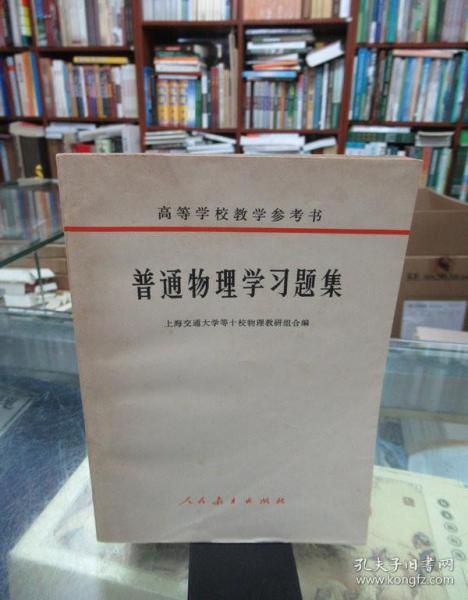 高等学校教学参考书
普通物理学习题集
上海交通大学等十校物理教研组合编
人民教育出版社
孔夫子旧书网
www.kongfz.com